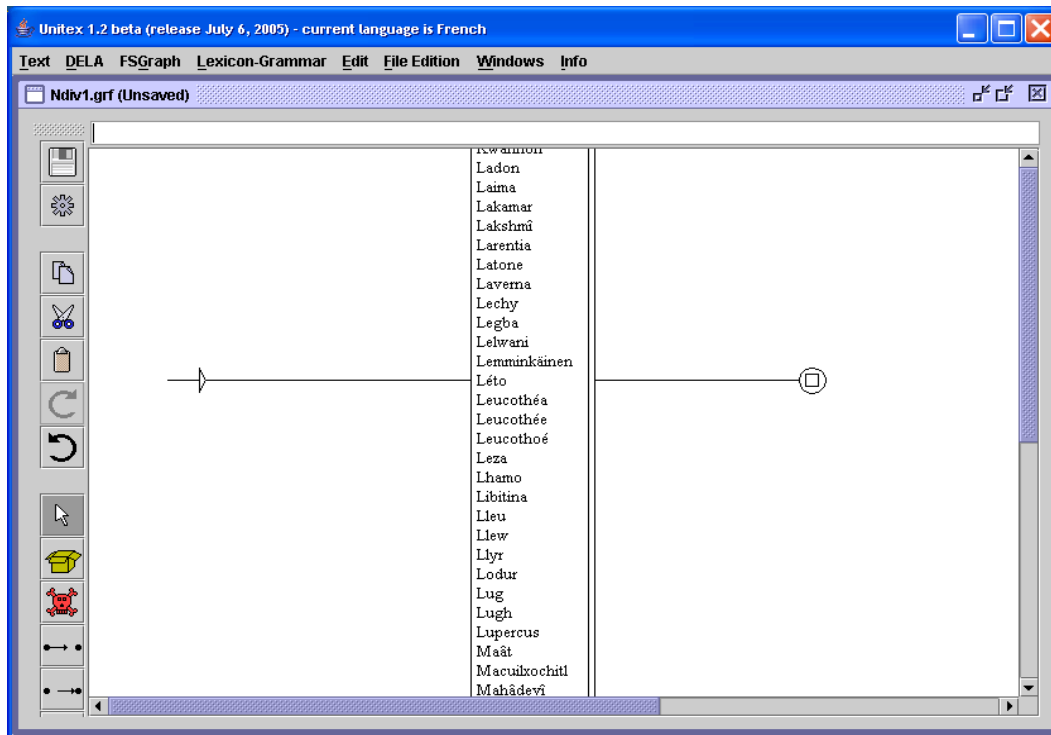 Unitex 1.2 beta (release July 6, 2005) - current language is French
Text DELA FSGraph Lexicon-Grammar Edit File Edition Windows Info
Ndiv1.grf (Unsaved)
Kwannon
Ladon
Laima
Lakamar
Lakshmî
Larentia
Latone
Laverna
Lechy
Legba
Lelwani
Lemminkäinen
Léto
Leucothéa
Leucothée
Leucothoé
Leza
Lhamo
Libitina
Lleu
Llew
Llyr
Lodur
Lug
Lugh
Lupercus
Maât
Macuilxochitl
Mahâdevî